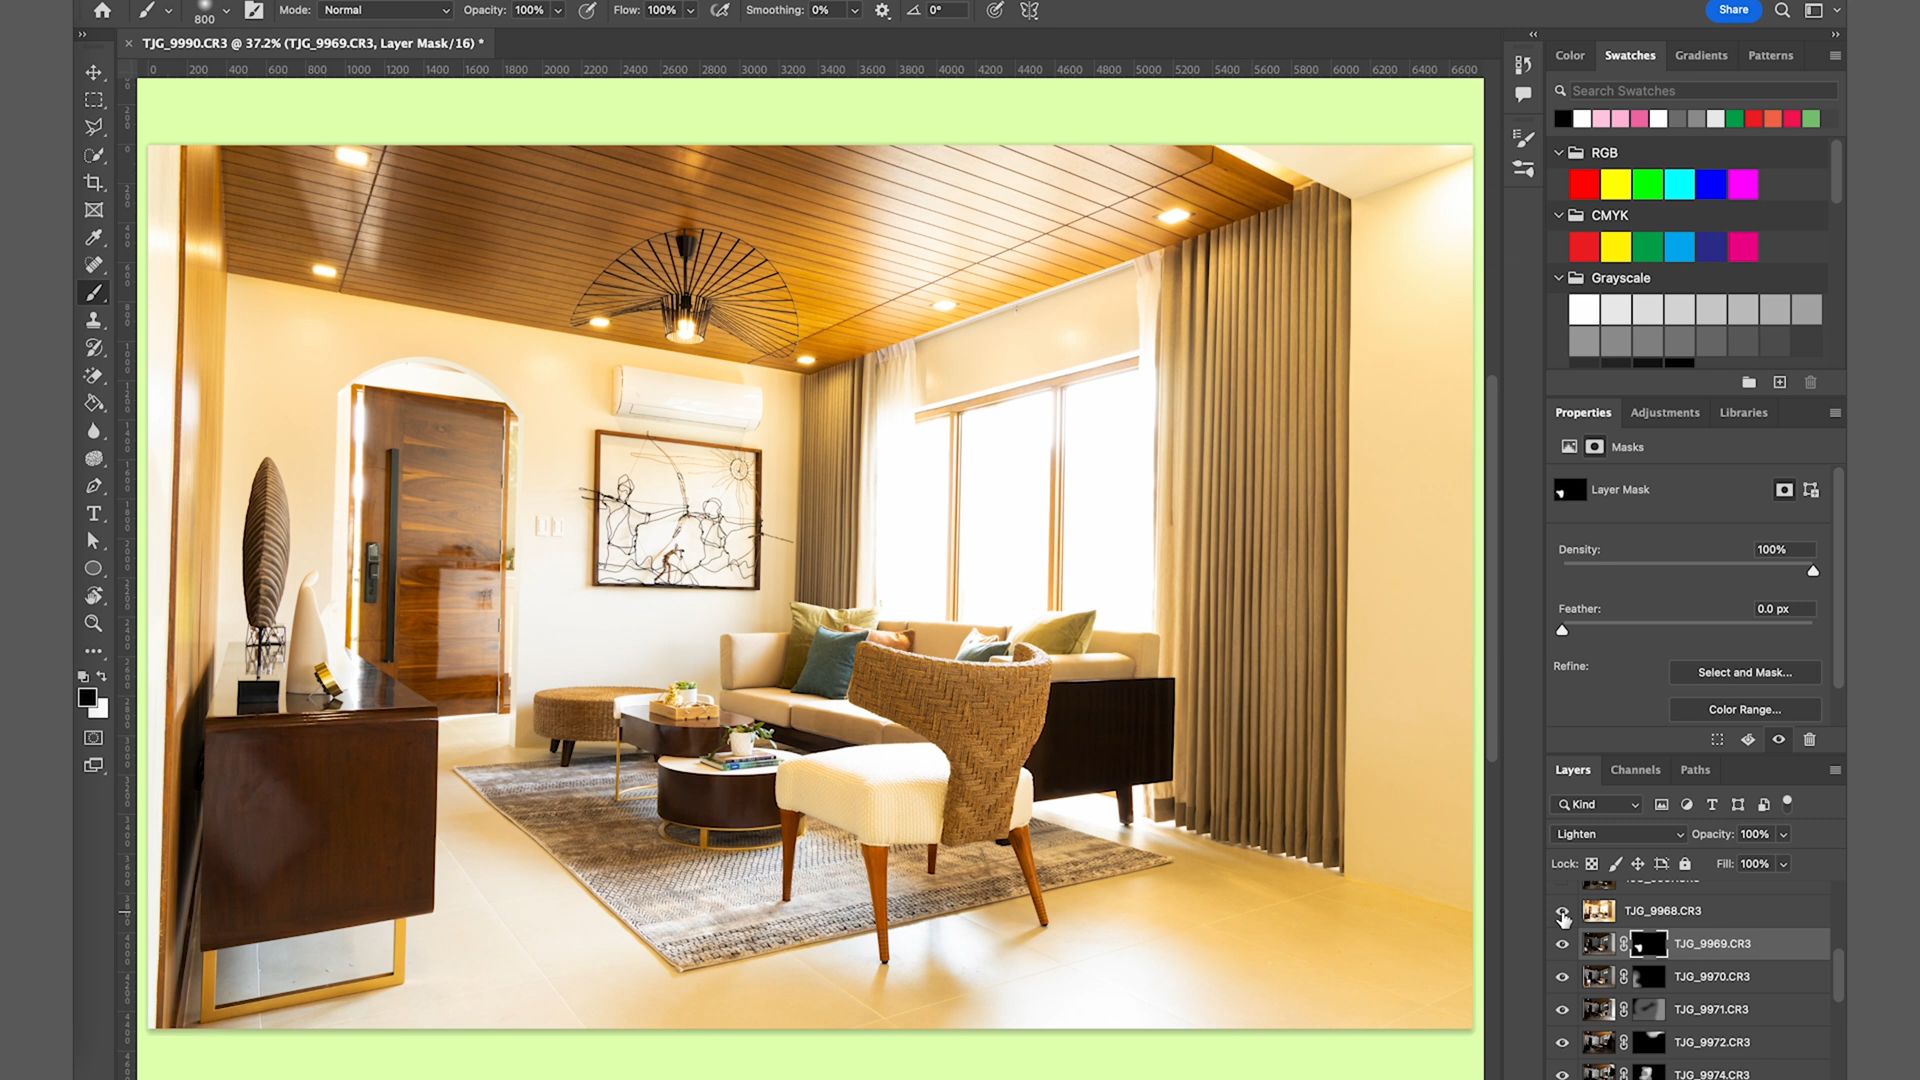 800 Mode: Normal Opacity: 100% Flow: 100% Smoothing: 0% 0° Share
TJG_9990.CR3 @ 37.2% (TJG_9969.CR3, Layer Mask/16) *
0 200 400 600 800 1000 1200 1400 1600 1800 2000 2200 2400 2600 2800 3000 3200 3400 3600 3800 4000 4200 4400 4600 4800 5000 5200 5400 5600 5800 6000 6200 6400 6600
Color Swatches Gradients Patterns
Search Swatches
RGB
CMYK
Grayscale
Properties Adjustments Libraries
Masks
Layer Mask
Density: 100%
Feather: 0.0 px
Refine: Select and Mask...
Color Range...
Layers Channels Paths
Kind
Lighten Opacity: 100%
Lock: Fill: 100%
TJG_9968.CR3
TJG_9969.CR3
TJG_9970.CR3
TJG_9971.CR3
TJG_9972.CR3
TJG_9974.CR3